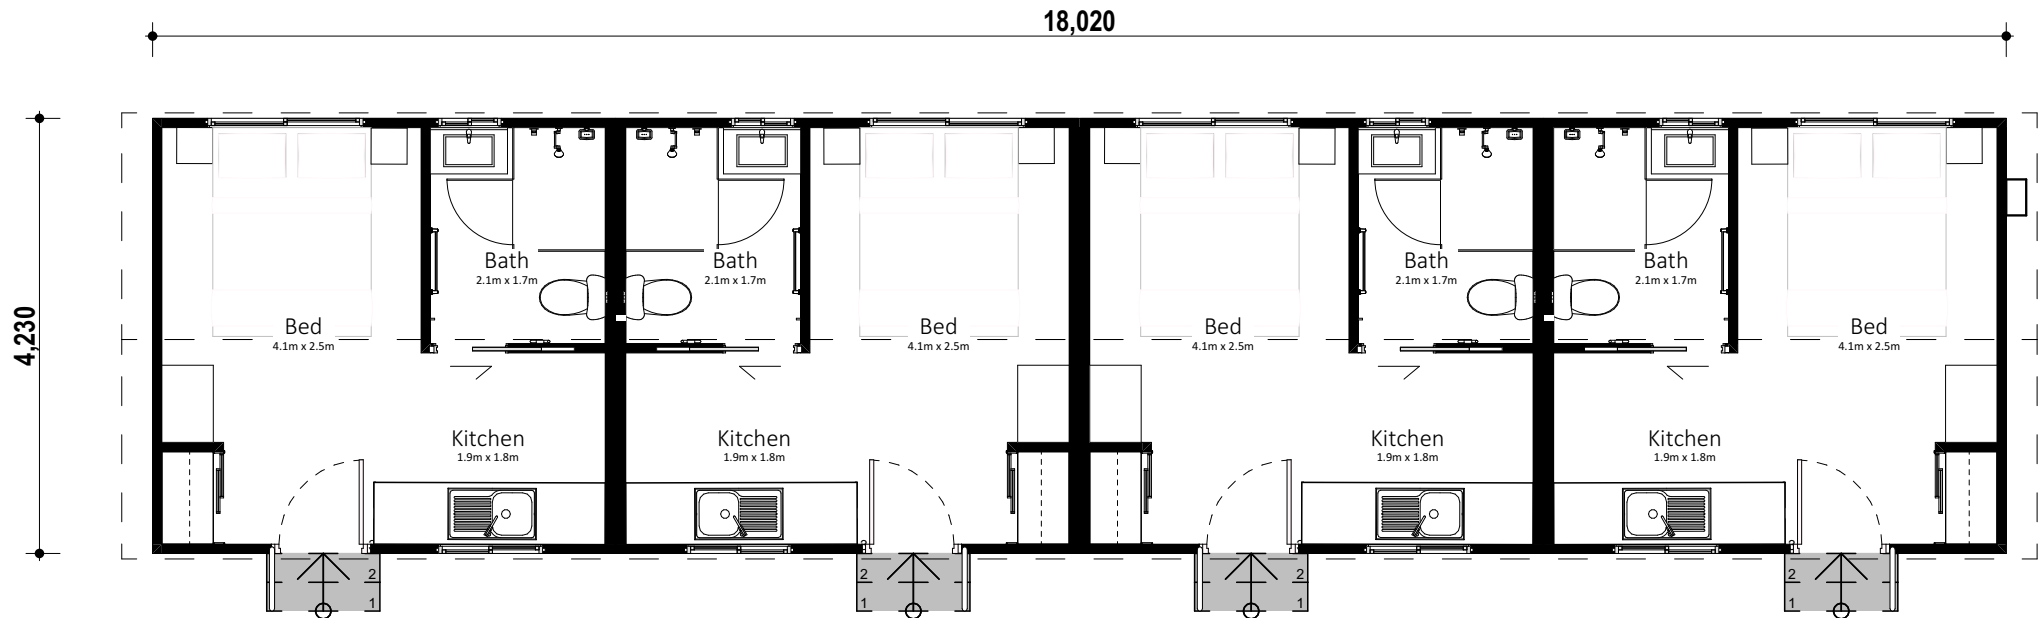 18,020
4,230
Bath
2.1m x 1.7m
Bath
2.1m x 1.7m
Bath
2.1m x 1.7m
Bath
2.1m x 1.7m
Bed
4.1m x 2.5m
Bed
4.1m x 2.5m
Bed
4.1m x 2.5m
Bed
4.1m x 2.5m
Kitchen
1.9m x 1.8m
Kitchen
1.9m x 1.8m
Kitchen
1.9m x 1.8m
Kitchen
1.9m x 1.8m
2
2
2
2
1
1
1
1